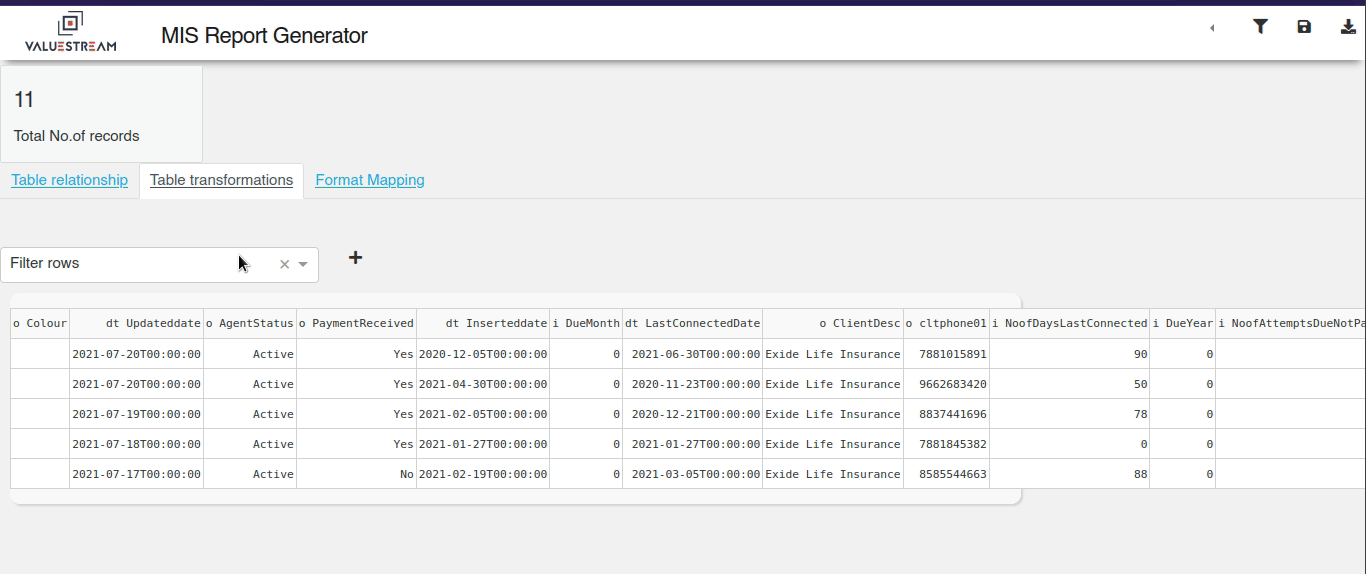 VALUESTREAM
MIS Report Generator
11
Total No.of records
Table relationship Table transformations Format Mapping
Filter rows × +
o Colour dt Updateddate o AgentStatus o PaymentReceived dt Inserteddate i DueMonth dt LastConnectedDate o ClientDesc o cltphone01 i NoofDaysLastConnected i DueYear i NoofAttemptsDueNotPa
2021-07-20T00:00:00 Active Yes 2020-12-05T00:00:00 0 2021-06-30T00:00:00 Exide Life Insurance 7881015891 90 0
2021-07-20T00:00:00 Active Yes 2021-04-30T00:00:00 0 2020-11-23T00:00:00 Exide Life Insurance 9662683420 50 0
2021-07-19T00:00:00 Active Yes 2021-02-05T00:00:00 0 2020-12-21T00:00:00 Exide Life Insurance 8837441696 78 0
2021-07-18T00:00:00 Active Yes 2021-01-27T00:00:00 0 2021-01-27T00:00:00 Exide Life Insurance 7881845382 0 0
2021-07-17T00:00:00 Active No 2021-02-19T00:00:00 0 2021-03-05T00:00:00 Exide Life Insurance 8585544663 88 0